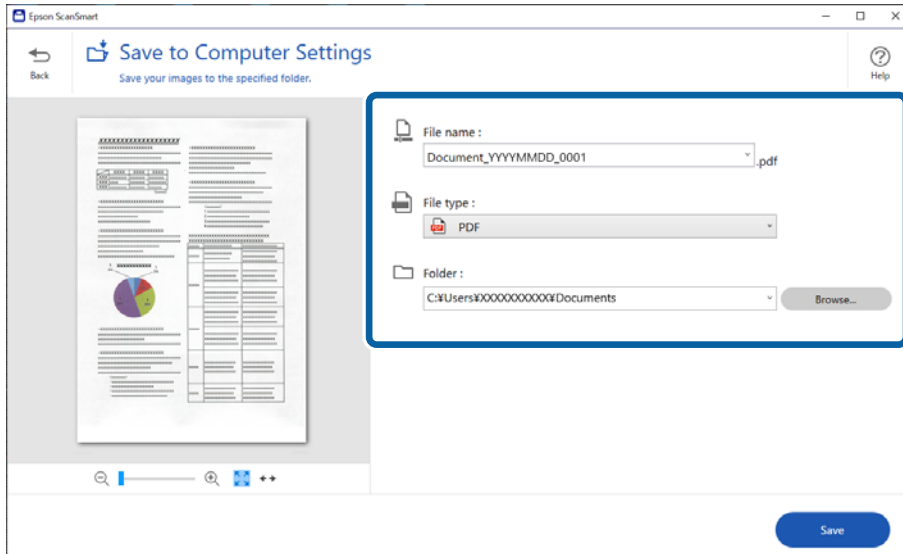 Epson ScanSmart
Back
Save to Computer Settings
Save your images to the specified folder.
Help
File name :
Document_YYYYMMDD_0001
.pdf
File type :
PDF
Folder :
C:¥Users¥XXXXXXXXXXX¥Documents
Browse...
Save